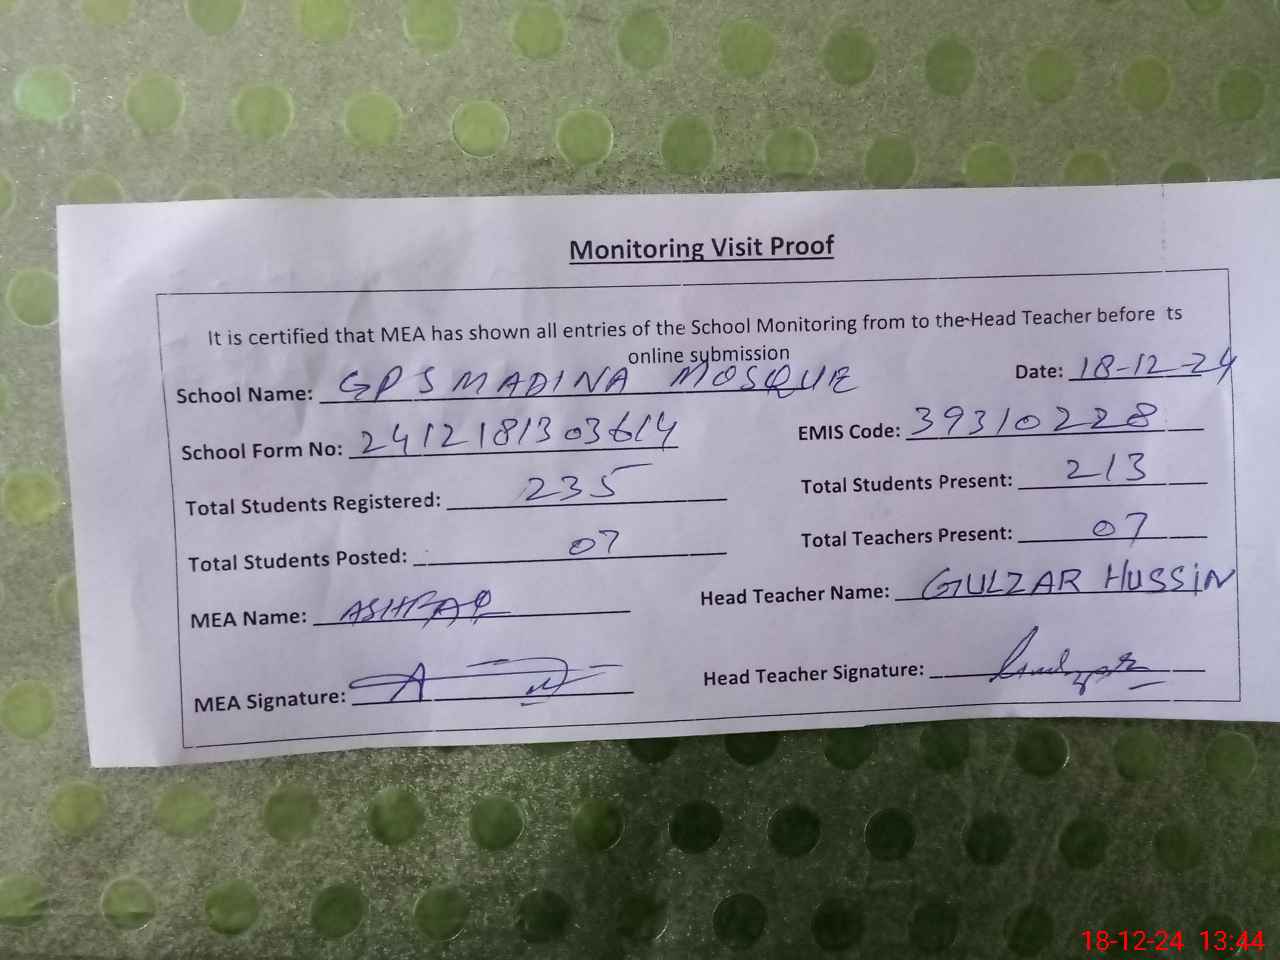 Monitoring Visit Proof
It is certified that MEA has shown all entries of the School Monitoring from to the Head Teacher before ts
online submission
School Name: GPS MADINA MOSQUE Date: 18-12-24
School Form No: 2412181303614 EMIS Code: 39310228
Total Students Registered: 235 Total Students Present: 213
Total Students Posted: 07 Total Teachers Present: 07
MEA Name: ASHFAQ Head Teacher Name: GULZAR HUSSiN
MEA Signature: Head Teacher Signature:
18-12-24 13:44